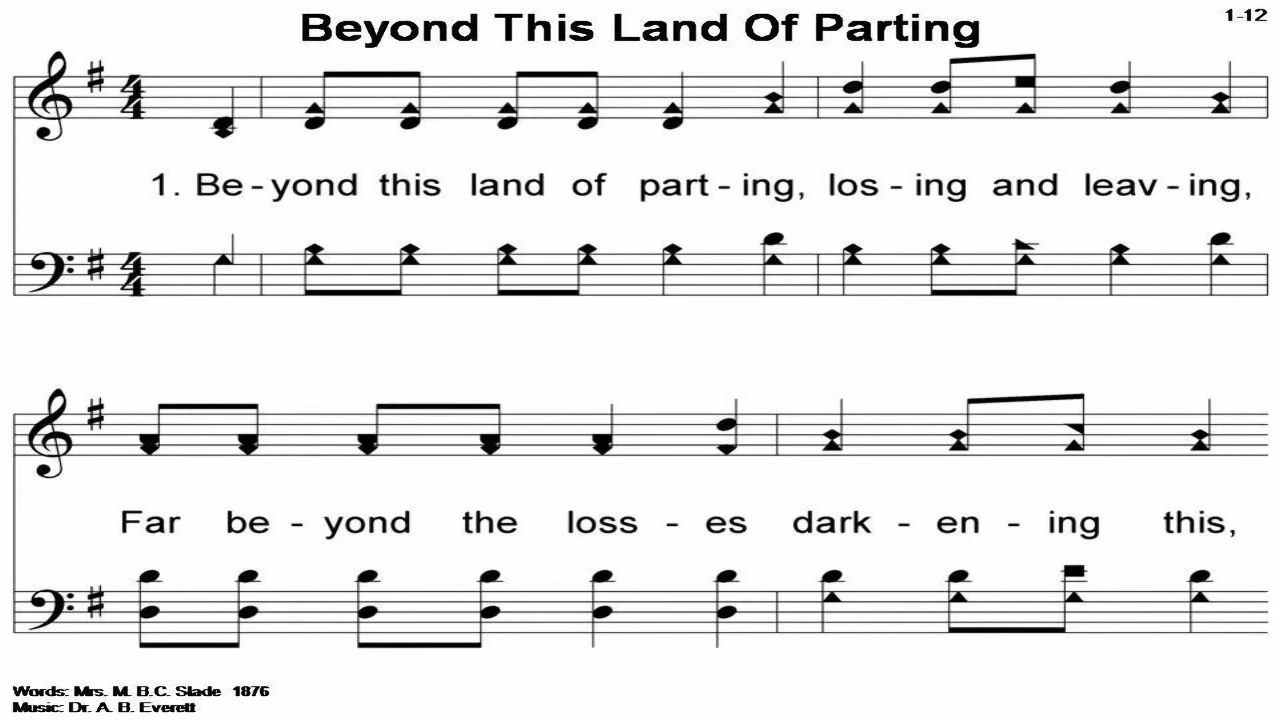 Beyond This Land Of Parting
1-12
1. Be - yond this land of part - ing, los - ing and leav - ing,
Far be - yond the loss - es dark - en - ing this,
Words: Mrs. M. B.C. Slade 1876
Music: Dr. A. B. Everett